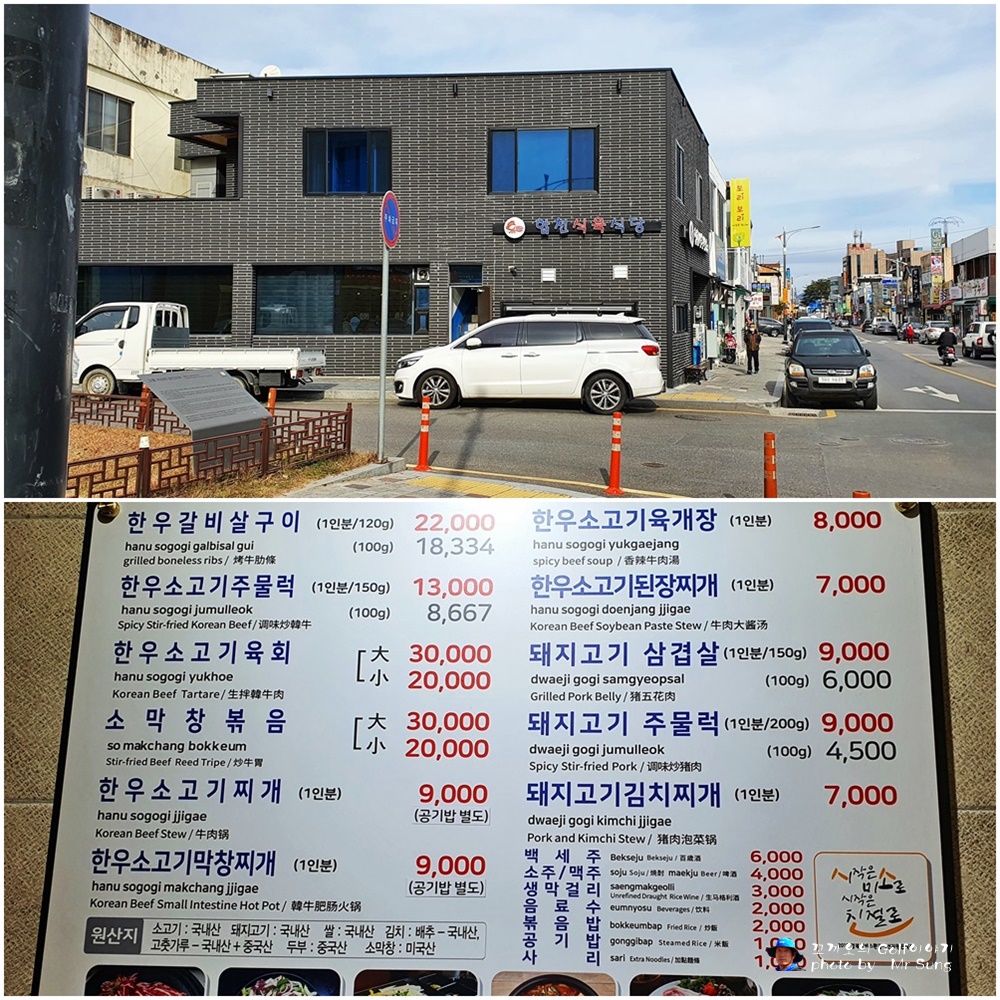 합천식육식당
한우갈비살구이 (1인분/120g) 22,000
hanu sogogi galbisal gui (100g) 18,334
grilled boneless ribs / 烤牛肋條
한우소고기주물럭 (1인분/150g) 13,000
hanu sogogi jumulleok (100g) 8,667
Spicy Stir-fried Korean Beef / 调味炒韓牛
한우소고기육회 大 30,000
hanu sogogi yukhoe 小 20,000
Korean Beef Tartare / 生拌韓牛肉
소막창볶음 大 30,000
so makchang bokkeum 小 20,000
Stir-fried Beef Reed Tripe / 炒牛胃
한우소고기찌개 (1인분) 9,000
hanu sogogi jjigae (공기밥 별도)
Korean Beef Stew / 牛肉锅
한우소고기막창찌개 (1인분) 9,000
hanu sogogi makchang jjigae (공기밥 별도)
Korean Beef Small Intestine Hot Pot / 韓牛肥肠火锅
원산지
소고기 : 국내산 돼지고기 : 국내산 쌀 : 국내산 김치 : 배추 – 국내산,
고춧가루 – 국내산 + 중국산 두부 : 중국산 소막창 : 미국산
한우소고기육개장 (1인분) 8,000
hanu sogogi yukgaejang
spicy beef soup / 香辣牛肉湯
한우소고기된장찌개 (1인분) 7,000
hanu sogogi doenjang jjigae
Korean Beef Soybean Paste Stew / 牛肉大酱汤
돼지고기 삼겹살 (1인분/150g) 9,000
dwaeji gogi samgyeopsal (100g) 6,000
Grilled Pork Belly / 猪五花肉
돼지고기 주물럭 (1인분/200g) 9,000
dwaeji gogi jumulleok (100g) 4,500
Spicy Stir-fried Pork / 调味炒猪肉
돼지고기김치찌개 (1인분) 7,000
dwaeji gogi kimchi jjigae
Pork and Kimchi Stew / 猪肉泡菜锅
백세주 Bekseju Bekseju / 百歲酒 6,000
소주/맥주 soju Soju / 燒酎 maekju Beer / 啤酒 4,000
생막걸리 saengmakgeolli 3,000
Unrefined Draught Rice Wine / 生马格利酒
음료수 eumnyosu Beverages / 饮料 2,000
볶음밥 bokkeumbap Fried Rice / 炒飯 2,000
공기밥 gonggibap Steamed Rice / 米飯
사리 sari Extra Noodles / 加點麵條
시작은
미소로
시작은
친절로
꼬께오의 Golf이야기
photo by Mr Sung